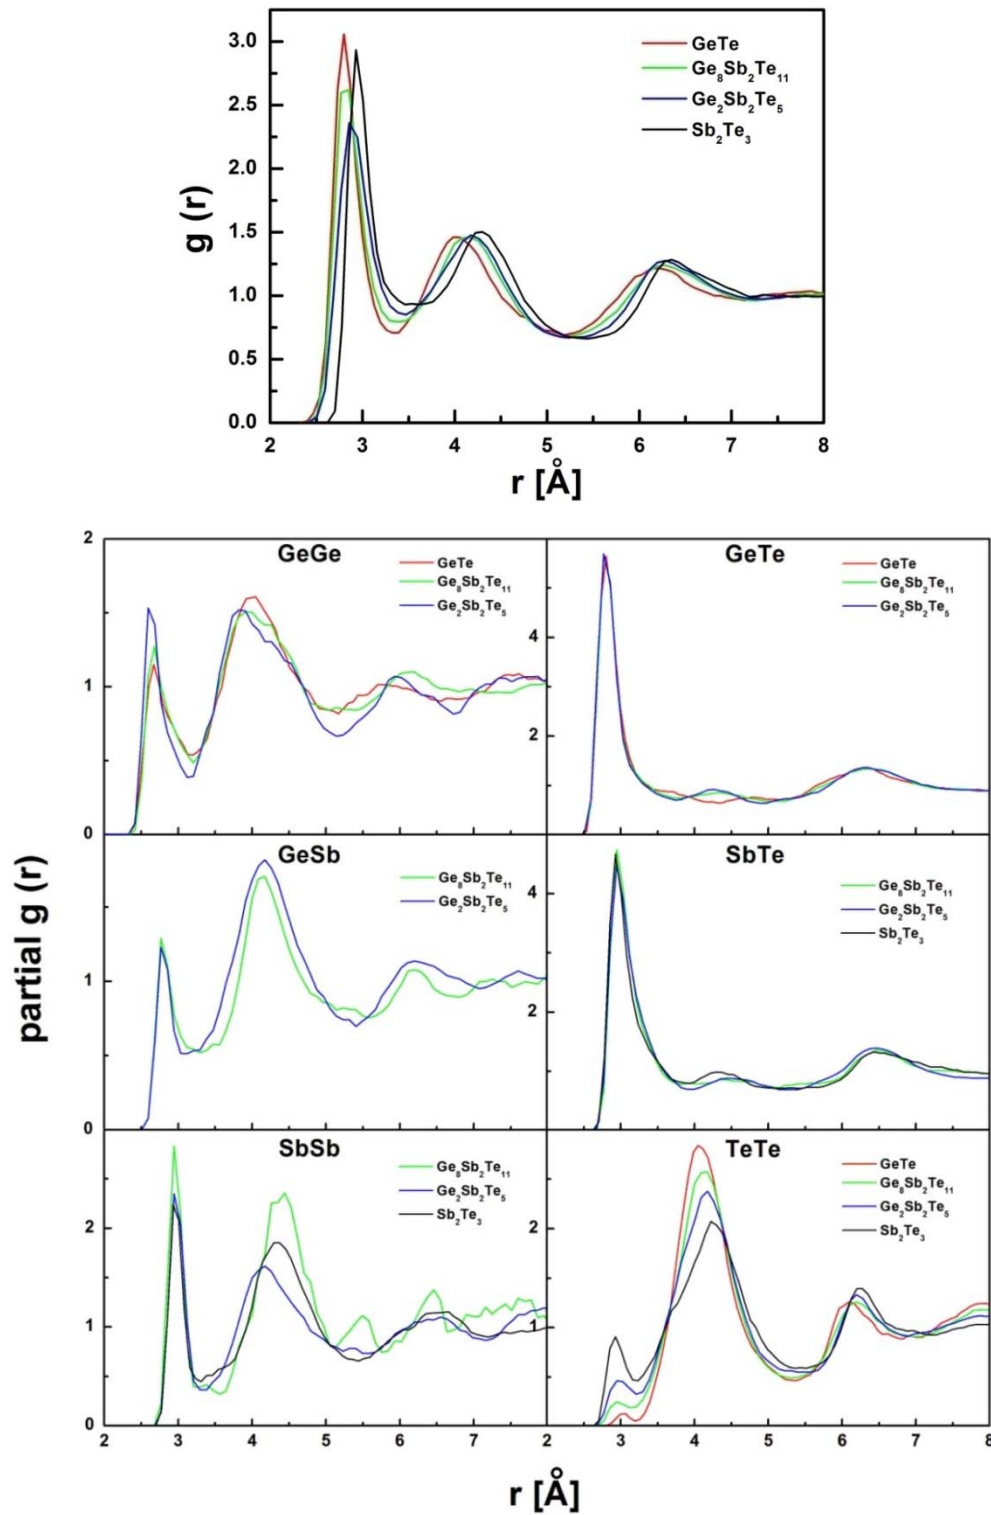 3.0
2.5
2.0
1.5
1.0
0.5
0.0
g (r)
GeTe
Ge8Sb2Te11
Ge2Sb2Te5
Sb2Te3
2 3 4 5 6 7 8
r [Å]
partial g (r)
2
1
0
GeGe
GeTe
Ge8Sb2Te11
Ge2Sb2Te5
GeTe
GeTe
Ge8Sb2Te11
Ge2Sb2Te5
4
2
1
0
GeSb
Ge8Sb2Te11
Ge2Sb2Te5
SbTe
Ge8Sb2Te11
Ge2Sb2Te5
Sb2Te3
4
2
2
1
0
SbSb
Ge8Sb2Te11
Ge2Sb2Te5
Sb2Te3
TeTe
GeTe
Ge8Sb2Te11
Ge2Sb2Te5
Sb2Te3
2
1
2 3 4 5 6 7 2 3 4 5 6 7 8
r [Å]